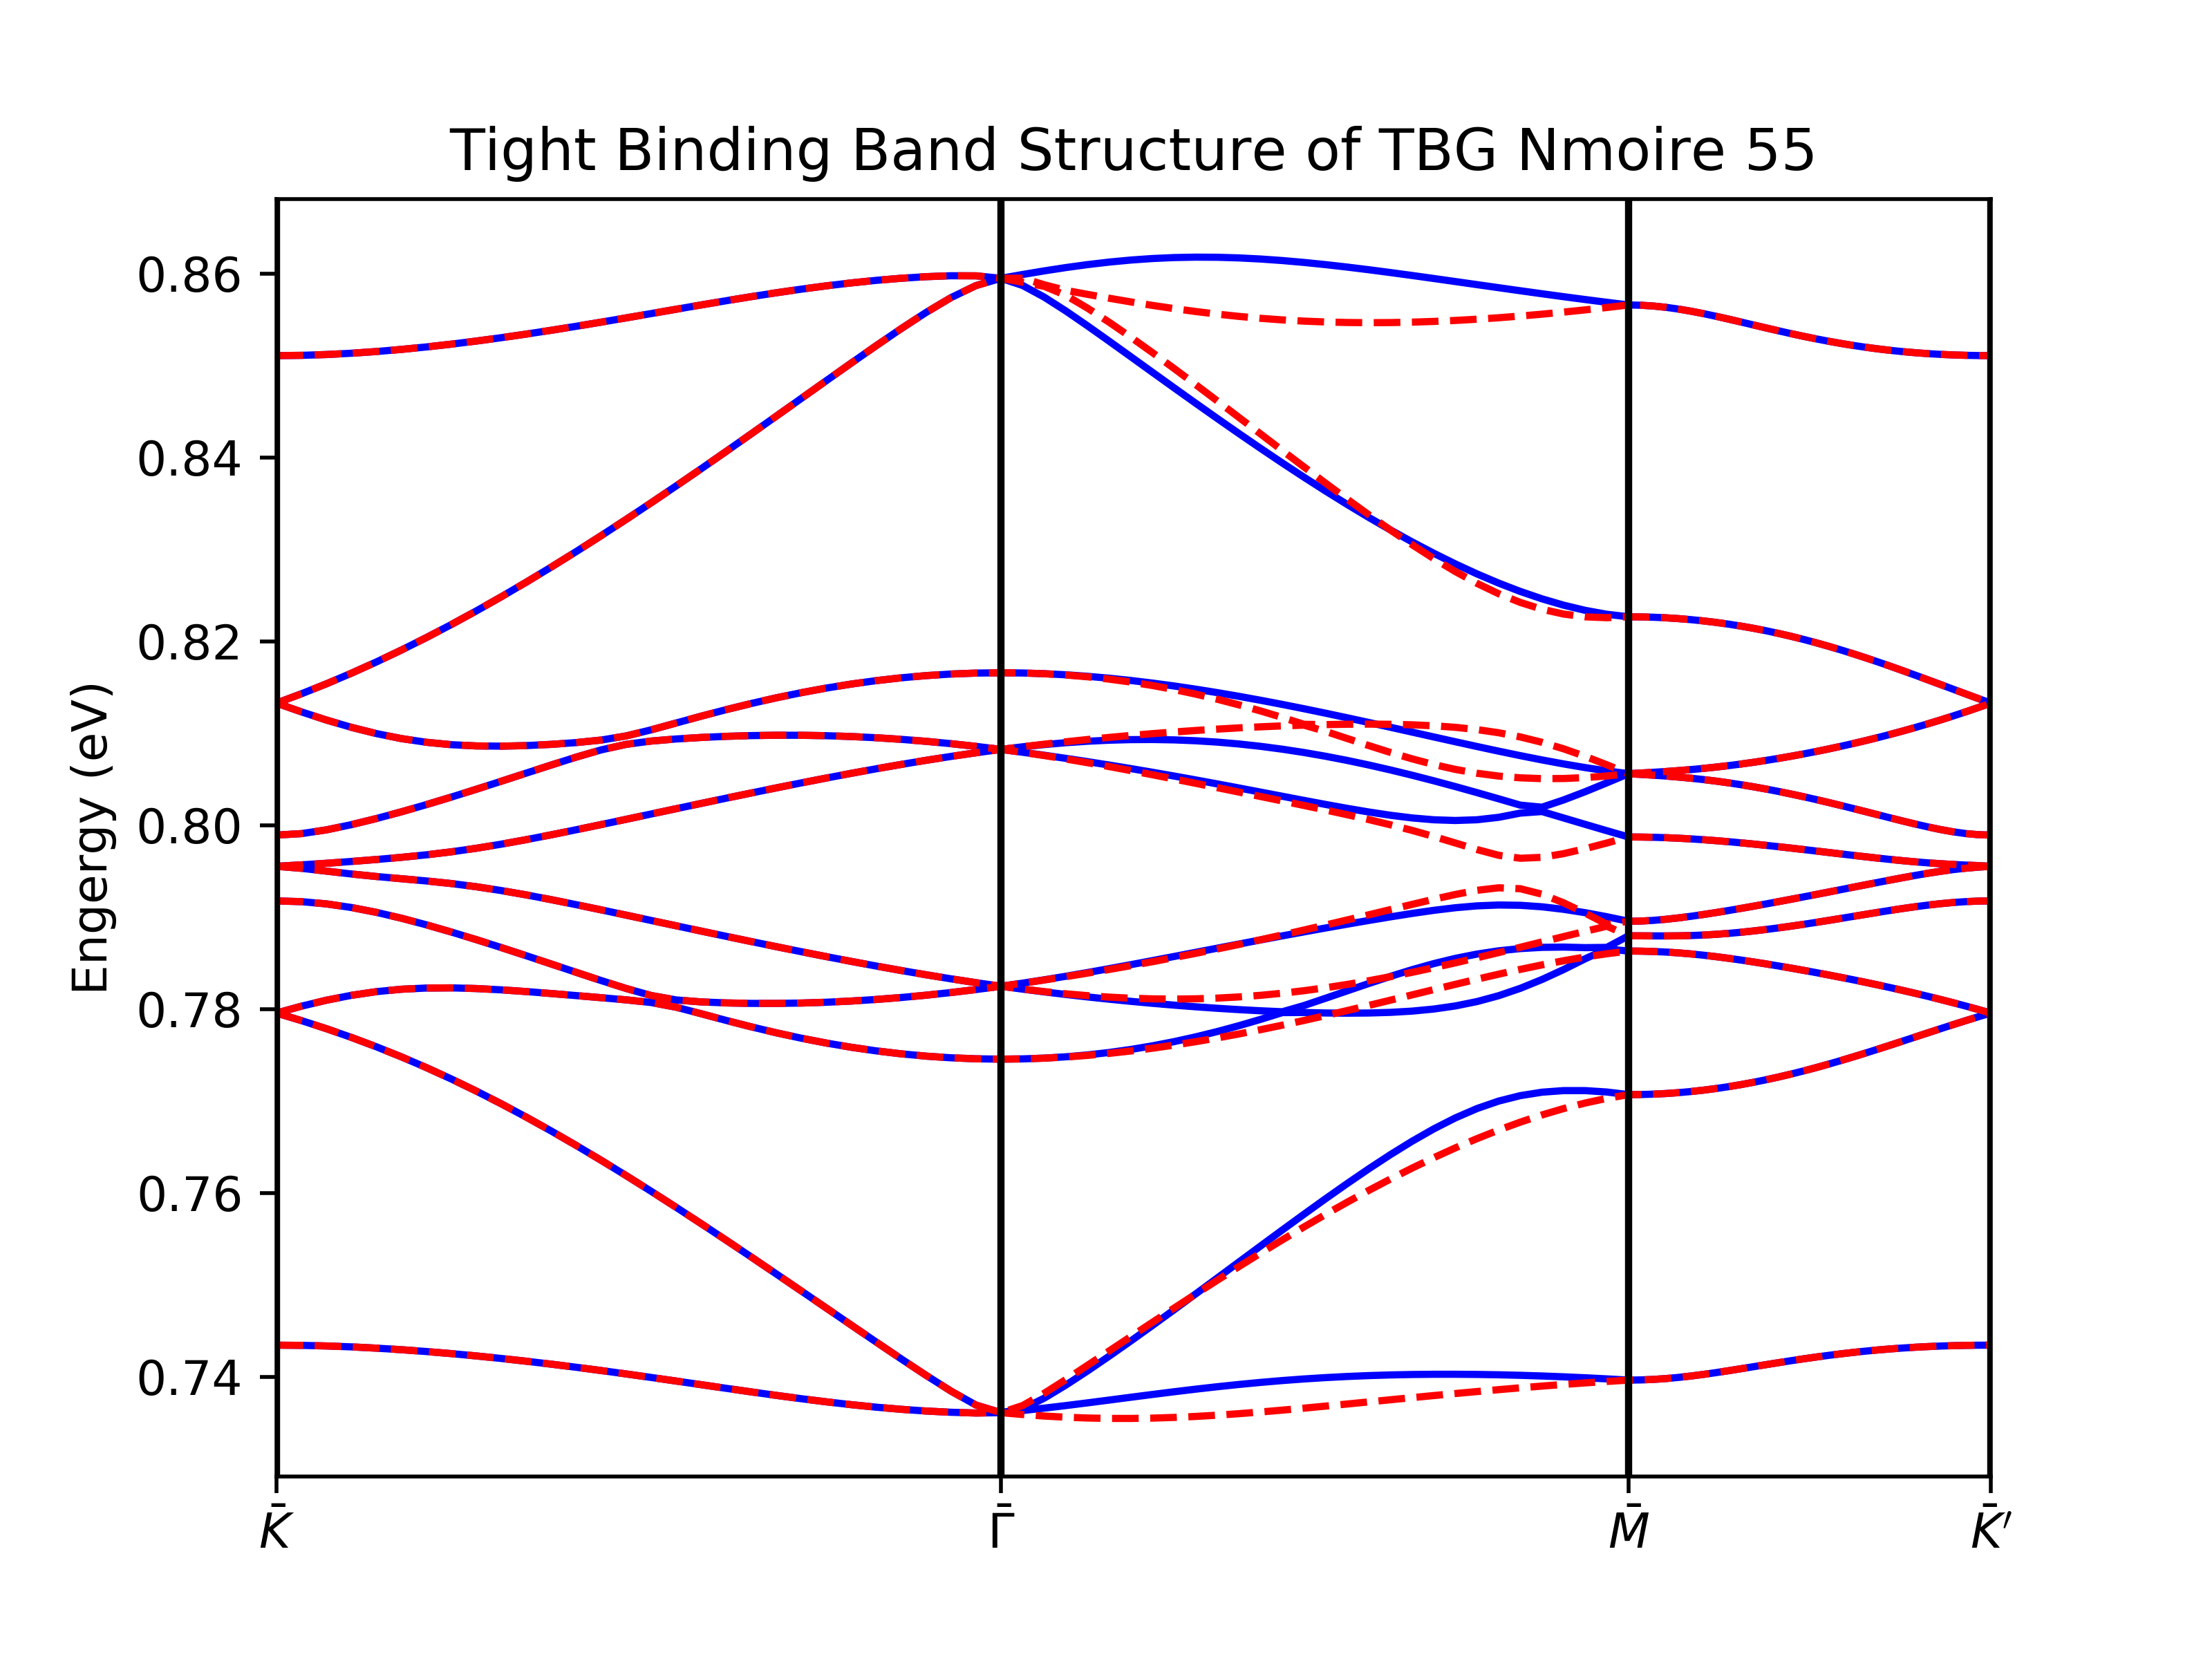 Tight Binding Band Structure of TBG Nmoire 55
Engergy (eV)
0.86
0.84
0.82
0.80
0.78
0.76
0.74
K̄ Γ̄ M̄ K̄′